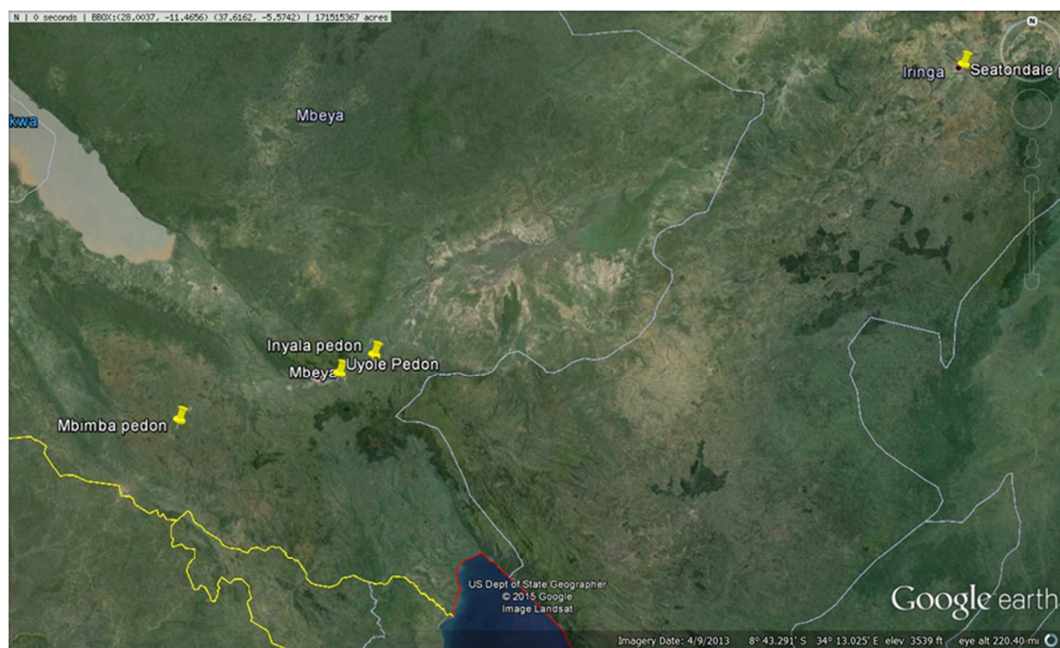 N | 0 seconds | BBOX:(28.0037, -11.4656) (37.6162, -5.5742) | 171515367 acres
N
Iringa
Seatondale
Mbeya
kwa
Inyala pedon
Uyole Pedon
Mbeya
Mbimba pedon
US Dept of State Geographer
© 2015 Google
Image Landsat
Google earth
Imagery Date: 4/9/2013 8° 43.291' S 34° 13.025' E elev 3539 ft eye alt 220.40 mi